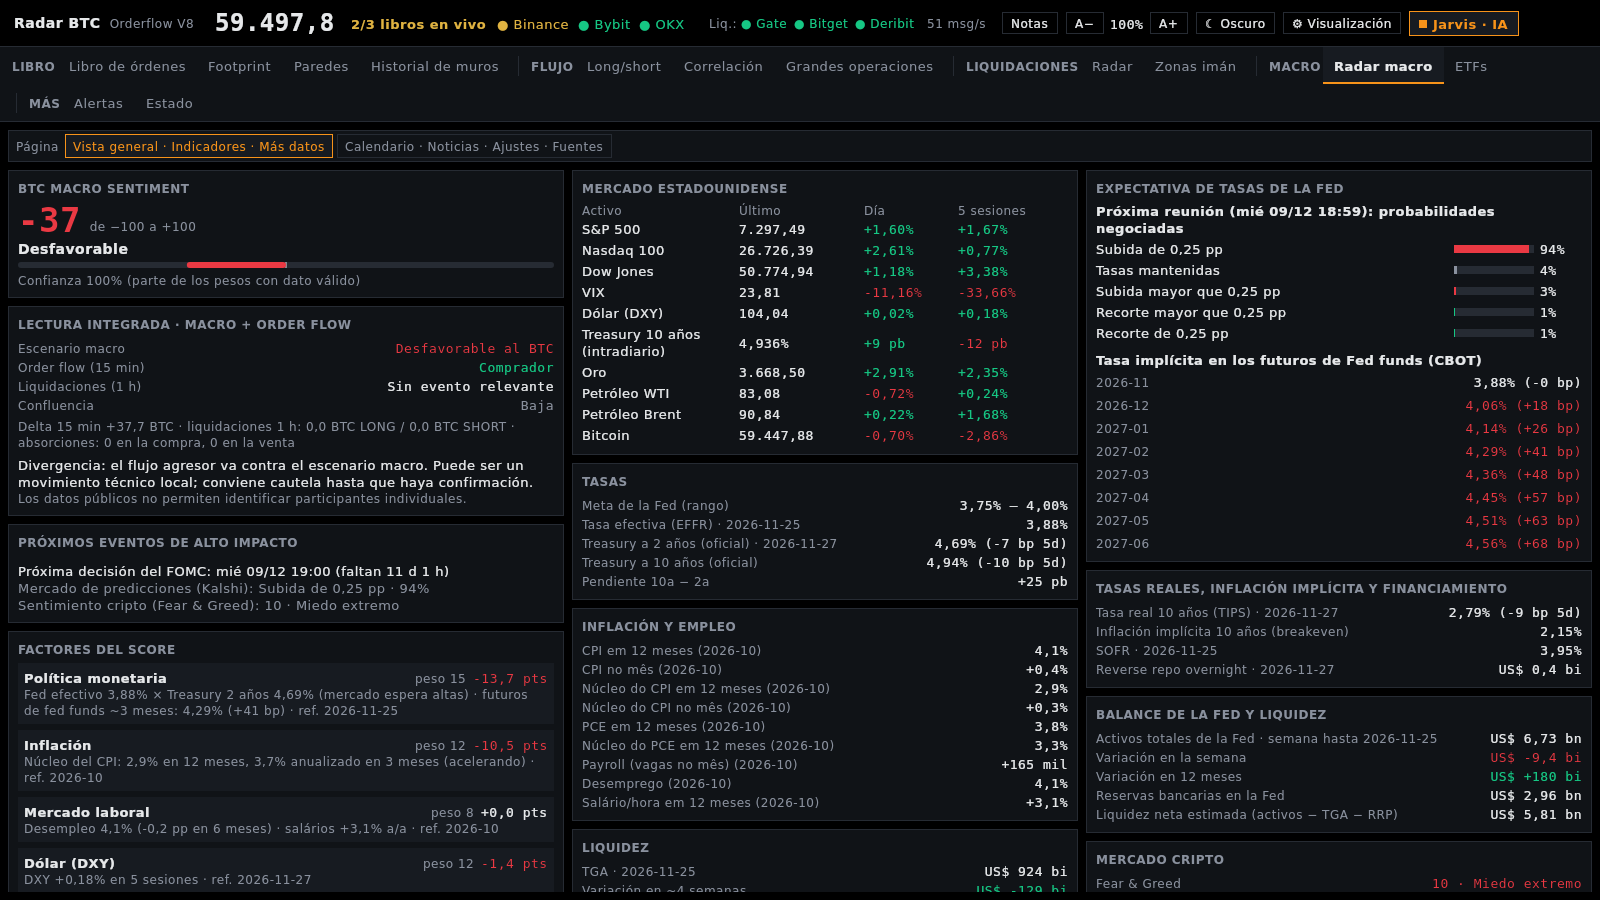 Radar BTC Orderflow V8 59.497,8 2/3 libros en vivo ● Binance ● Bybit ● OKX Liq.: ● Gate ● Bitget ● Deribit 51 msg/s Notas A− 100% A+ ☾ Oscuro ⚙ Visualización ■ Jarvis · IA
LIBRO Libro de órdenes Footprint Paredes Historial de muros FLUJO Long/short Correlación Grandes operaciones LIQUIDACIONES Radar Zonas imán MACRO Radar macro ETFs
MÁS Alertas Estado
Página Vista general · Indicadores · Más datos Calendario · Noticias · Ajustes · Fuentes
BTC MACRO SENTIMENT
-37 de −100 a +100
Desfavorable
Confianza 100% (parte de los pesos con dato válido)
LECTURA INTEGRADA · MACRO + ORDER FLOW
Escenario macro Desfavorable al BTC
Order flow (15 min) Comprador
Liquidaciones (1 h) Sin evento relevante
Confluencia Baja
Delta 15 min +37,7 BTC · liquidaciones 1 h: 0,0 BTC LONG / 0,0 BTC SHORT ·
absorciones: 0 en la compra, 0 en la venta
Divergencia: el flujo agresor va contra el escenario macro. Puede ser un
movimiento técnico local; conviene cautela hasta que haya confirmación.
Los datos públicos no permiten identificar participantes individuales.
PRÓXIMOS EVENTOS DE ALTO IMPACTO
Próxima decisión del FOMC: mié 09/12 19:00 (faltan 11 d 1 h)
Mercado de predicciones (Kalshi): Subida de 0,25 pp · 94%
Sentimiento cripto (Fear & Greed): 10 · Miedo extremo
FACTORES DEL SCORE
Política monetaria peso 15 -13,7 pts
Fed efectivo 3,88% × Treasury 2 años 4,69% (mercado espera altas) · futuros
de fed funds ~3 meses: 4,29% (+41 bp) · ref. 2026-11-25
Inflación peso 12 -10,5 pts
Núcleo del CPI: 2,9% en 12 meses, 3,7% anualizado en 3 meses (acelerando) ·
ref. 2026-10
Mercado laboral peso 8 +0,0 pts
Desempleo 4,1% (-0,2 pp en 6 meses) · salários +3,1% a/a · ref. 2026-10
Dólar (DXY) peso 12 -1,4 pts
DXY +0,18% en 5 sesiones · ref. 2026-11-27
MERCADO ESTADOUNIDENSE
Activo Último Día 5 sesiones
S&P 500 7.297,49 +1,60% +1,67%
Nasdaq 100 26.726,39 +2,61% +0,77%
Dow Jones 50.774,94 +1,18% +3,38%
VIX 23,81 -11,16% -33,66%
Dólar (DXY) 104,04 +0,02% +0,18%
Treasury 10 años
(intradiario) 4,936% +9 pb -12 pb
Oro 3.668,50 +2,91% +2,35%
Petróleo WTI 83,08 -0,72% +0,24%
Petróleo Brent 90,84 +0,22% +1,68%
Bitcoin 59.447,88 -0,70% -2,86%
TASAS
Meta de la Fed (rango) 3,75% — 4,00%
Tasa efectiva (EFFR) · 2026-11-25 3,88%
Treasury a 2 años (oficial) · 2026-11-27 4,69% (-7 bp 5d)
Treasury a 10 años (oficial) 4,94% (-10 bp 5d)
Pendiente 10a − 2a +25 pb
INFLACIÓN Y EMPLEO
CPI en 12 meses (2026-10) 4,1%
CPI no mês (2026-10) +0,4%
Núcleo do CPI em 12 meses (2026-10) 2,9%
Núcleo do CPI no mês (2026-10) +0,3%
PCE em 12 meses (2026-10) 3,8%
Núcleo do PCE em 12 meses (2026-10) 3,3%
Payroll (vagas no mês) (2026-10) +165 mil
Desemprego (2026-10) 4,1%
Salário/hora em 12 meses (2026-10) +3,1%
LIQUIDEZ
TGA · 2026-11-25 US$ 924 bi
Variación en ~4 semanas US$ -129 bi
EXPECTATIVA DE TASAS DE LA FED
Próxima reunión (mié 09/12 18:59): probabilidades
negociadas
Subida de 0,25 pp 94%
Tasas mantenidas 4%
Subida mayor que 0,25 pp 3%
Recorte mayor que 0,25 pp 1%
Recorte de 0,25 pp 1%
Tasa implícita en los futuros de Fed funds (CBOT)
2026-11 3,88% (-0 bp)
2026-12 4,06% (+18 bp)
2027-01 4,14% (+26 bp)
2027-02 4,29% (+41 bp)
2027-03 4,36% (+48 bp)
2027-04 4,45% (+57 bp)
2027-05 4,51% (+63 bp)
2027-06 4,56% (+68 bp)
TASAS REALES, INFLACIÓN IMPLÍCITA Y FINANCIAMIENTO
Tasa real 10 años (TIPS) · 2026-11-27 2,79% (-9 bp 5d)
Inflación implícita 10 años (breakeven) 2,15%
SOFR · 2026-11-25 3,95%
Reverse repo overnight · 2026-11-27 US$ 0,4 bi
BALANCE DE LA FED Y LIQUIDEZ
Activos totales de la Fed · semana hasta 2026-11-25 US$ 6,73 bn
Variación en la semana US$ -9,4 bi
Variación en 12 meses US$ +180 bi
Reservas bancarias en la Fed US$ 2,96 bn
Liquidez neta estimada (activos − TGA − RRP) US$ 5,81 bn
MERCADO CRIPTO
Fear & Greed 10 · Miedo extremo